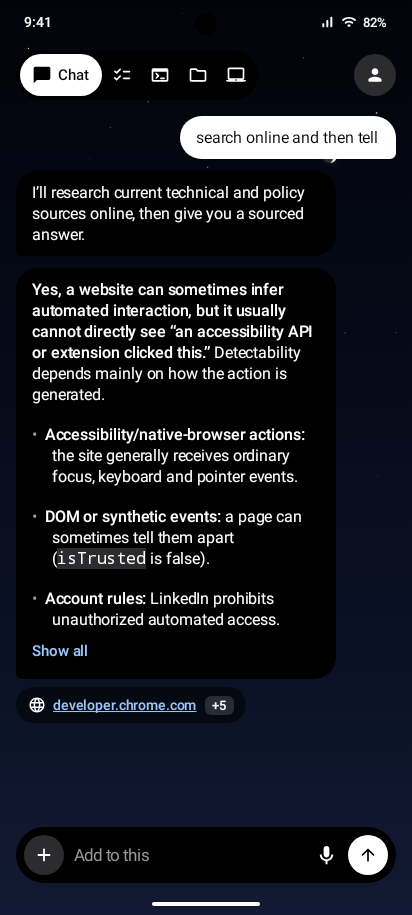 9:41
82%
Chat
search online and then tell
I'll research current technical and policy
sources online, then give you a sourced
answer.
Yes, a website can sometimes infer
automated interaction, but it usually
cannot directly see “an accessibility API
or extension clicked this.” Detectability
depends mainly on how the action is
generated.
• Accessibility/native-browser actions:
the site generally receives ordinary
focus, keyboard and pointer events.
• DOM or synthetic events: a page can
sometimes tell them apart
(isTrusted is false).
• Account rules: LinkedIn prohibits
unauthorized automated access.
Show all
developer.chrome.com +5
Add to this